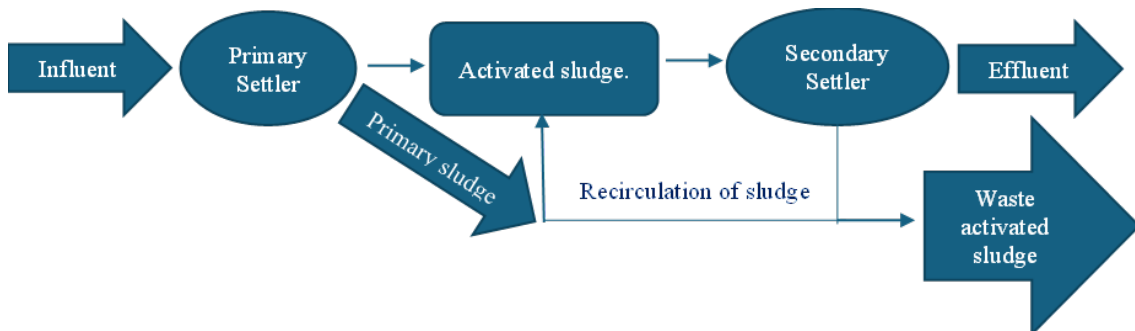 Influent
Primary
Settler
Activated sludge.
Secondary
Settler
Effluent
Primary sludge
Recirculation of sludge
Waste
activated
sludge